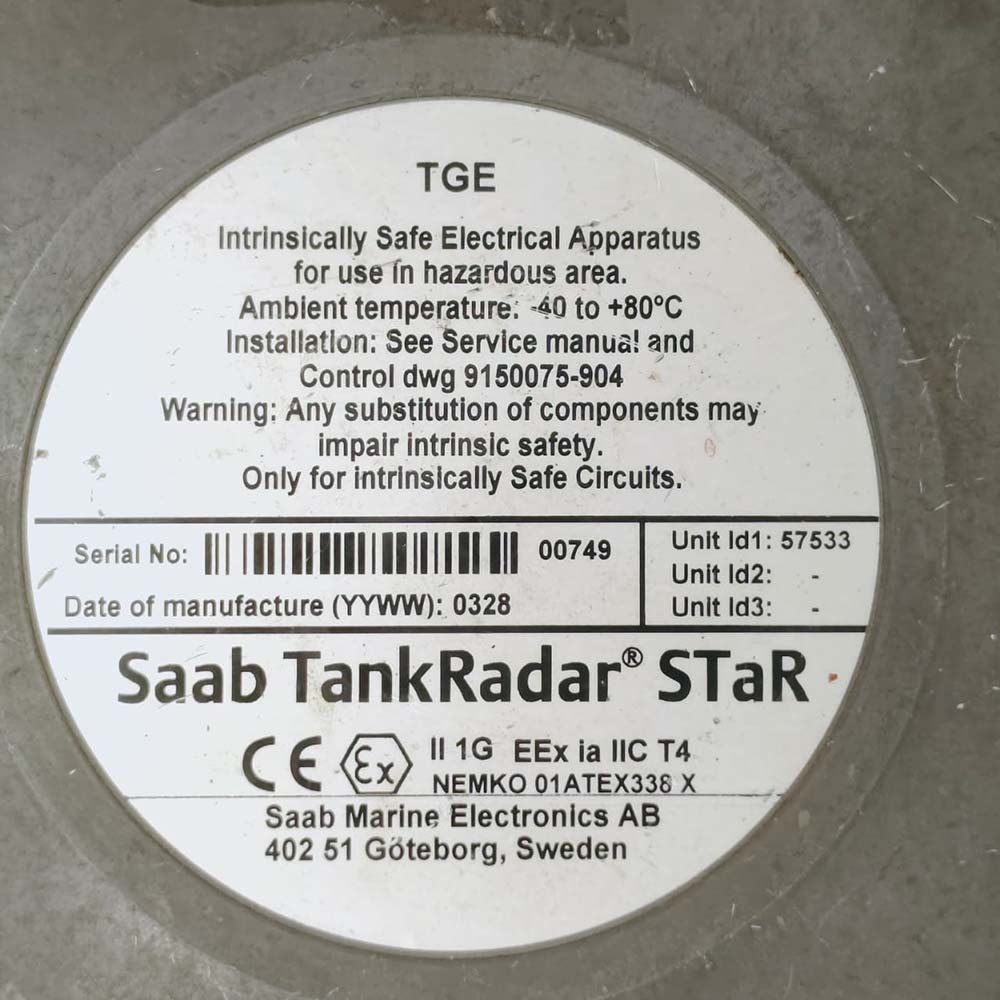 TGE
Intrinsically Safe Electrical Apparatus
for use in hazardous area.
Ambient temperature: -40 to +80°C
Installation: See Service manual and
Control dwg 9150075-904
Warning: Any substitution of components may
impair intrinsic safety.
Only for intrinsically Safe Circuits.
Serial No: 00749
Date of manufacture (YYWW): 0328
Unit Id1: 57533
Unit Id2: -
Unit Id3: -
Saab TankRadar® STaR
CE Ex II 1G EEx ia IIC T4
NEMKO 01ATEX338 X
Saab Marine Electronics AB
402 51 Göteborg, Sweden